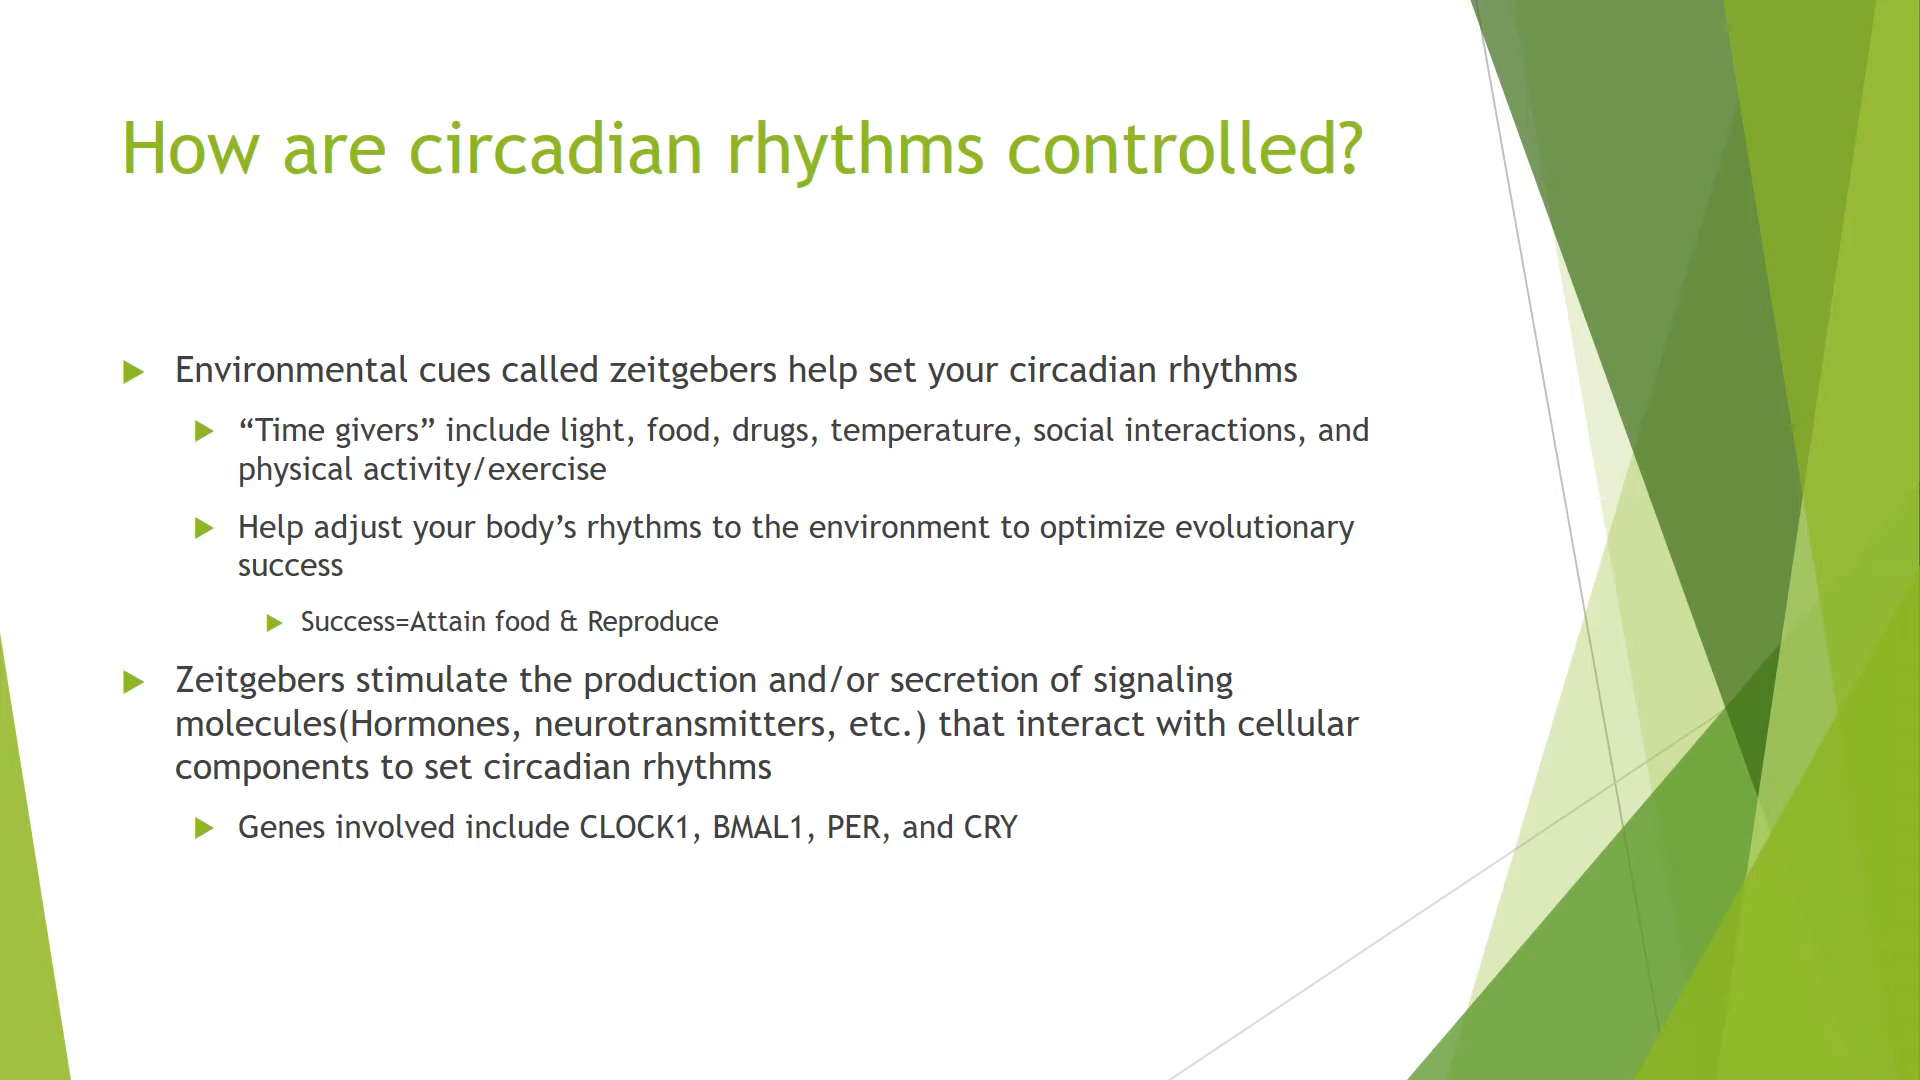 How are circadian rhythms controlled?
Environmental cues called zeitgebers help set your circadian rhythms
“Time givers” include light, food, drugs, temperature, social interactions, and
physical activity/exercise
Help adjust your body’s rhythms to the environment to optimize evolutionary
success
Success=Attain food & Reproduce
Zeitgebers stimulate the production and/or secretion of signaling
molecules(Hormones, neurotransmitters, etc.) that interact with cellular
components to set circadian rhythms
Genes involved include CLOCK1, BMAL1, PER, and CRY